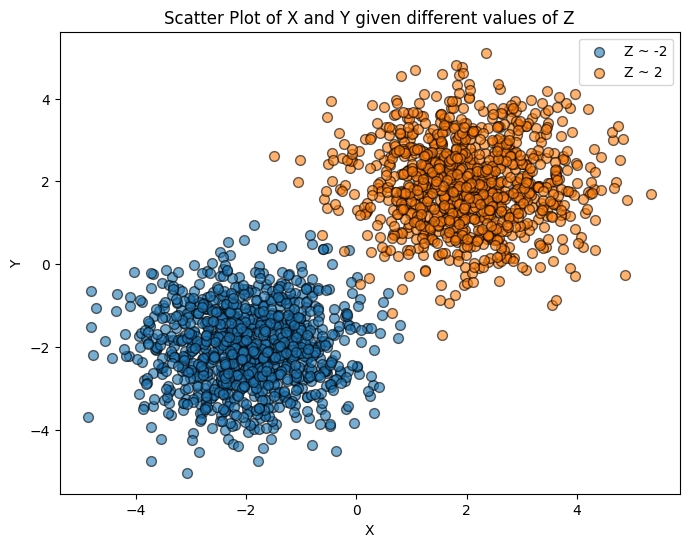 Scatter Plot of X and Y given different values of Z
Z ~ -2
Z ~ 2
4
2
0
−2
−4
Y
−4
−2
0
2
4
X